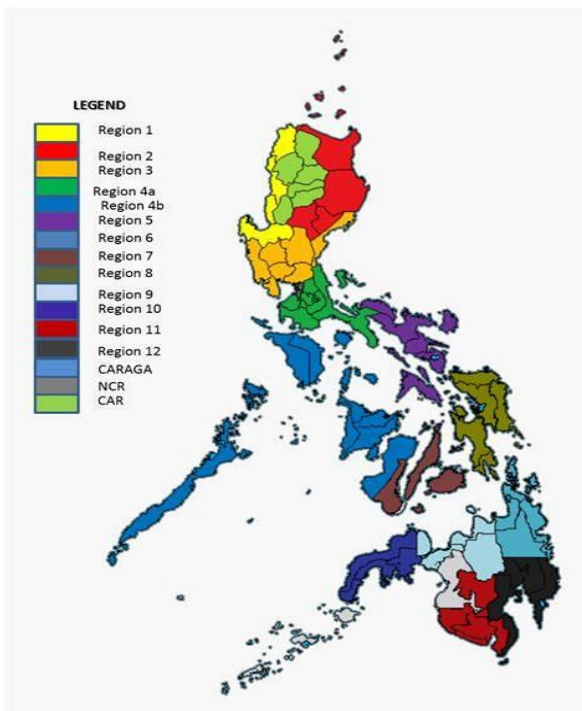 LEGEND
Region 1
Region 2
Region 3
Region 4a
Region 4b
Region 5
Region 6
Region 7
Region 8
Region 9
Region 10
Region 11
Region 12
CARAGA
NCR
CAR